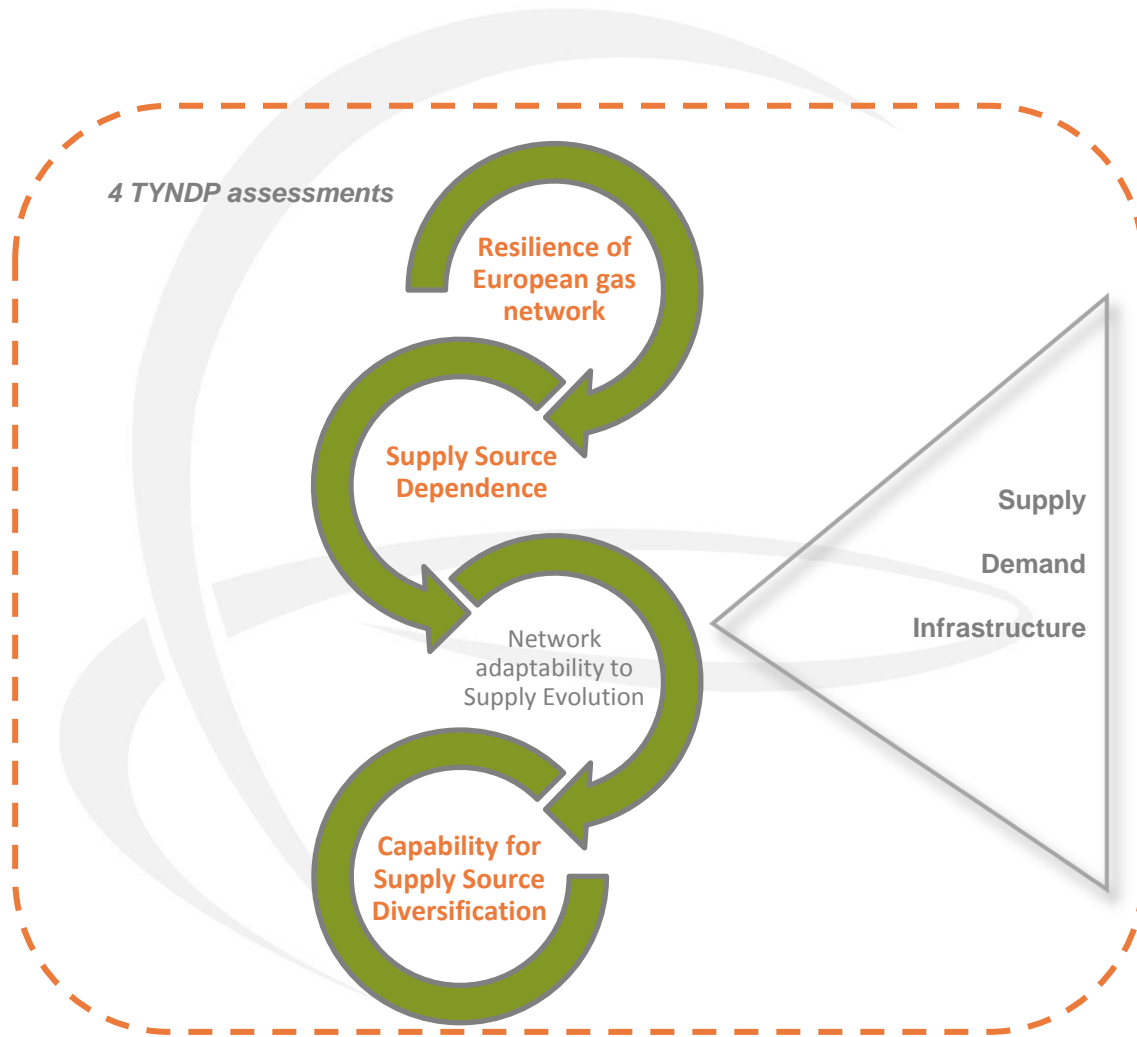 4 TYNDP assessments
Resilience of
European gas
network
Supply Source
Dependence
Network
adaptability to
Supply Evolution
Capability for
Supply Source
Diversification
Supply
Demand
Infrastructure